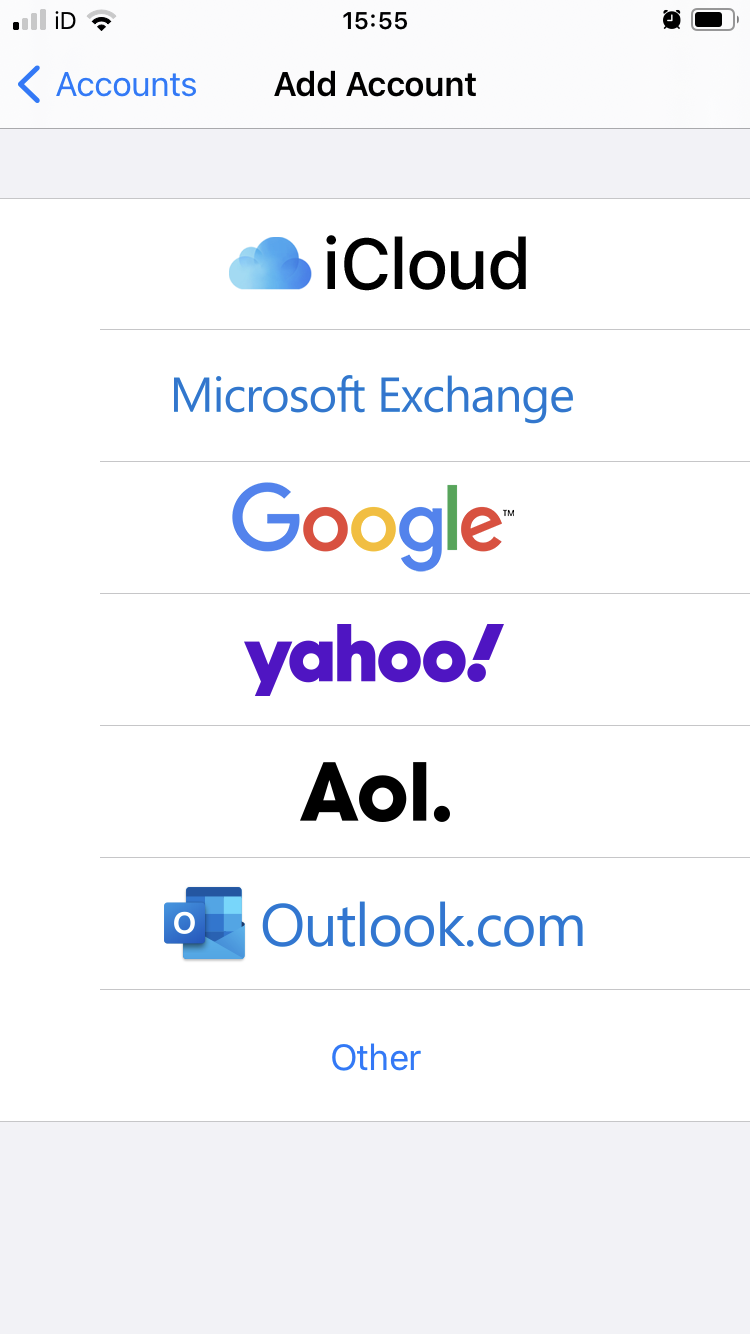 iD 15:55
Accounts Add Account
iCloud
Microsoft Exchange
Google™
yahoo!
Aol.
O Outlook.com
Other